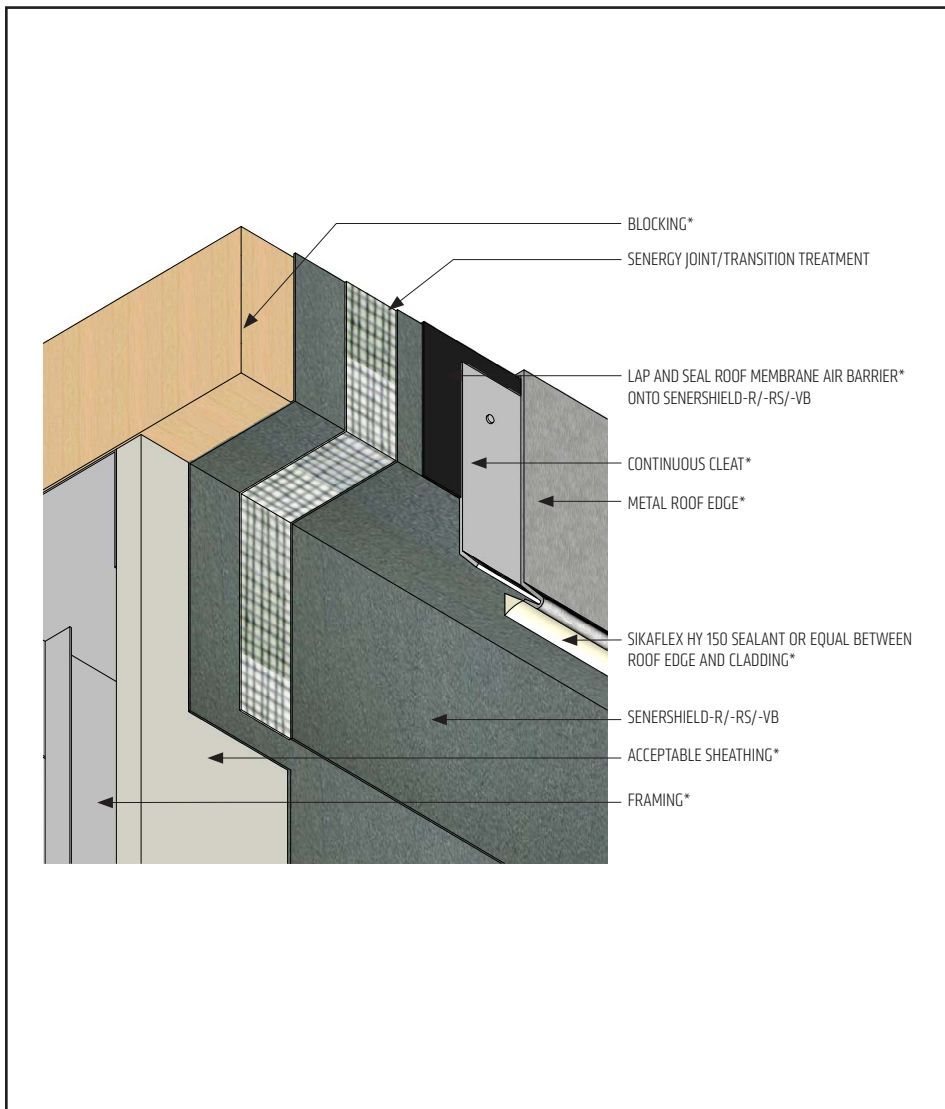 BLOCKING*
SENERGY JOINT/TRANSITION TREATMENT
LAP AND SEAL ROOF MEMBRANE AIR BARRIER*
ONTO SENERSHIELD-R/-RS/-VB
CONTINUOUS CLEAT*
METAL ROOF EDGE*
SIKAFLEX HY 150 SEALANT OR EQUAL BETWEEN
ROOF EDGE AND CLADDING*
SENERSHIELD-R/-RS/-VB
ACCEPTABLE SHEATHING*
FRAMING*